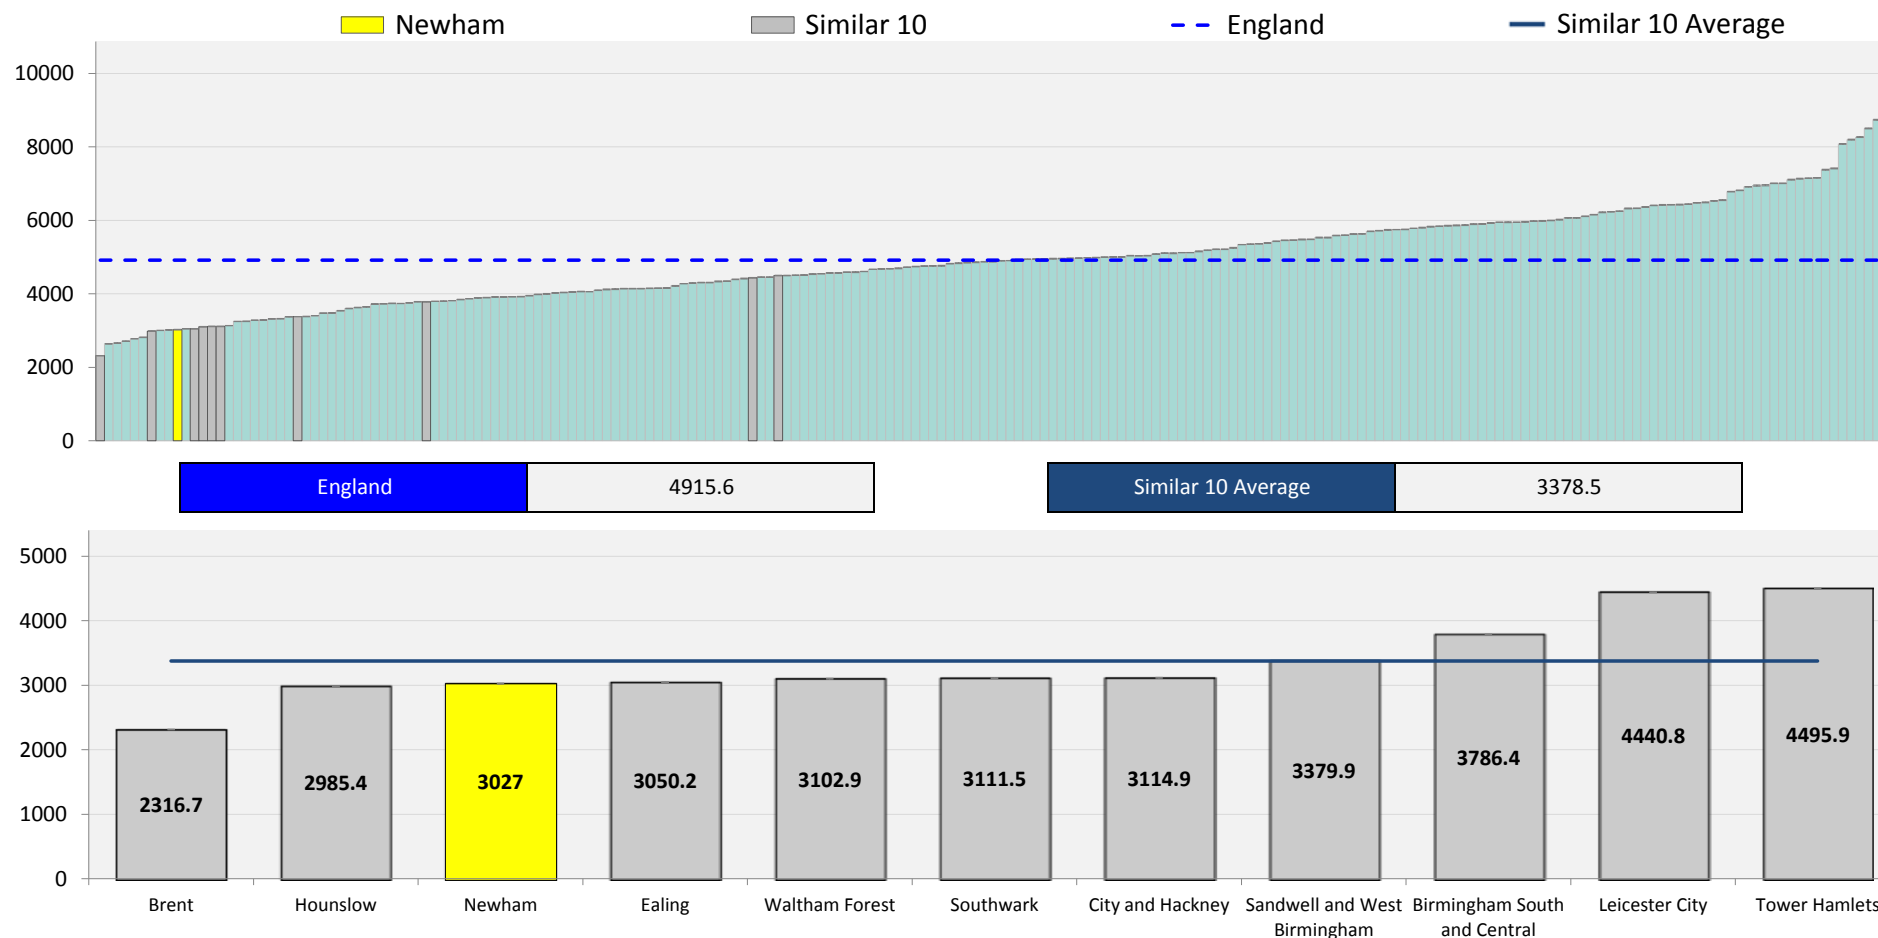 Newham Similar 10 England Similar 10 Average
10000
8000
6000
4000
2000
0
England 4915.6 Similar 10 Average 3378.5
5000
4000
3000
2000
1000
0
2316.7 2985.4 3027 3050.2 3102.9 3111.5 3114.9 3379.9 3786.4 4440.8 4495.9
Brent Hounslow Newham Ealing Waltham Forest Southwark City and Hackney Sandwell and West Birmingham South Leicester City Tower Hamlets
Birmingham and Central